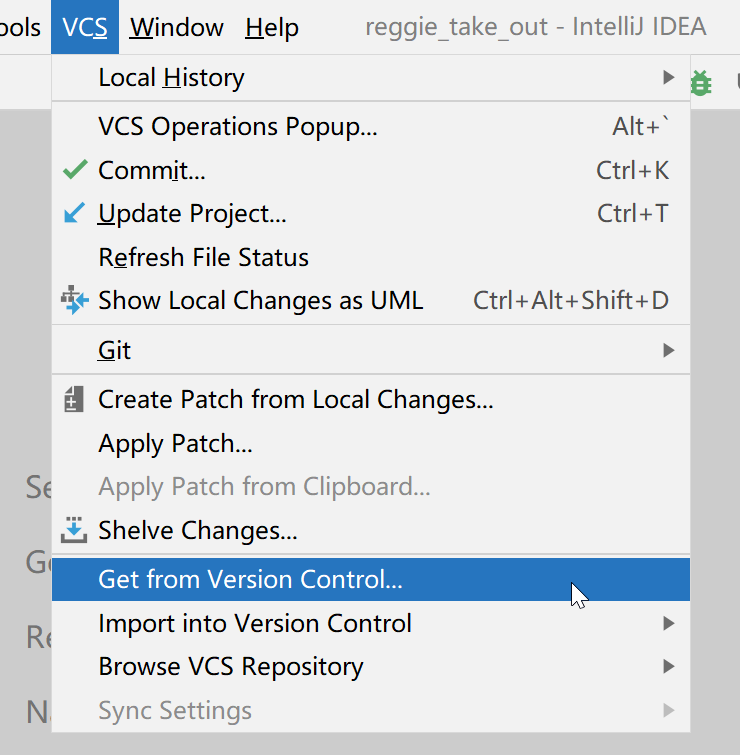 ools VCS Window Help reggie_take_out - IntelliJ IDEA
Local History
VCS Operations Popup... Alt+`
Commit... Ctrl+K
Update Project... Ctrl+T
Refresh File Status
Show Local Changes as UML Ctrl+Alt+Shift+D
Git
Create Patch from Local Changes...
Apply Patch...
Se
Apply Patch from Clipboard...
Shelve Changes...
Go
Get from Version Control...
Import into Version Control
Re
Browse VCS Repository
Na
Sync Settings